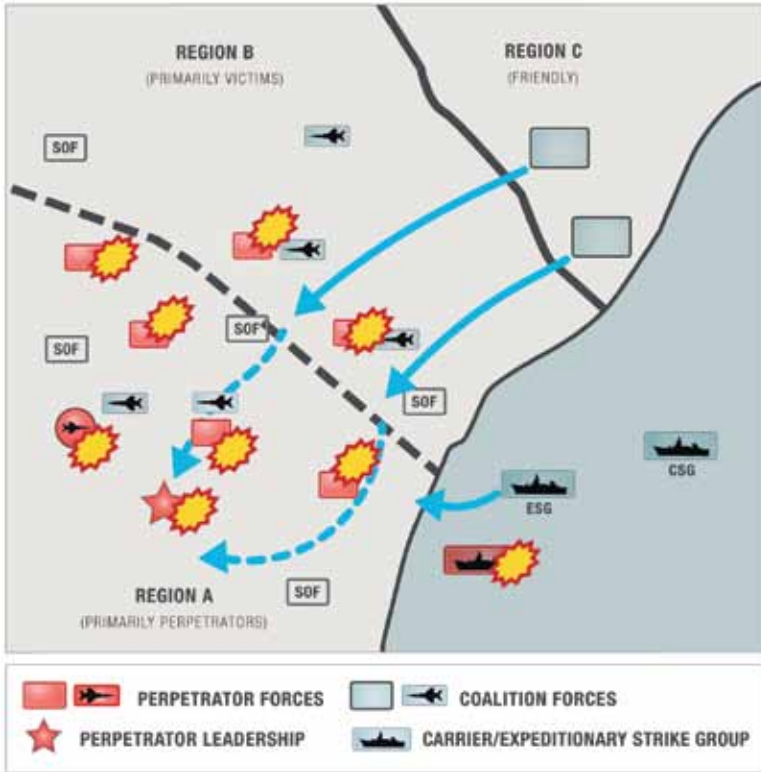 REGION B
(PRIMARILY VICTIMS)
REGION C
(FRIENDLY)
SOF
SOF
SOF
SOF
CSG
ESG
SOF
REGION A
(PRIMARILY PERPETRATORS)
PERPETRATOR FORCES
COALITION FORCES
PERPETRATOR LEADERSHIP
CARRIER/EXPEDITIONARY STRIKE GROUP